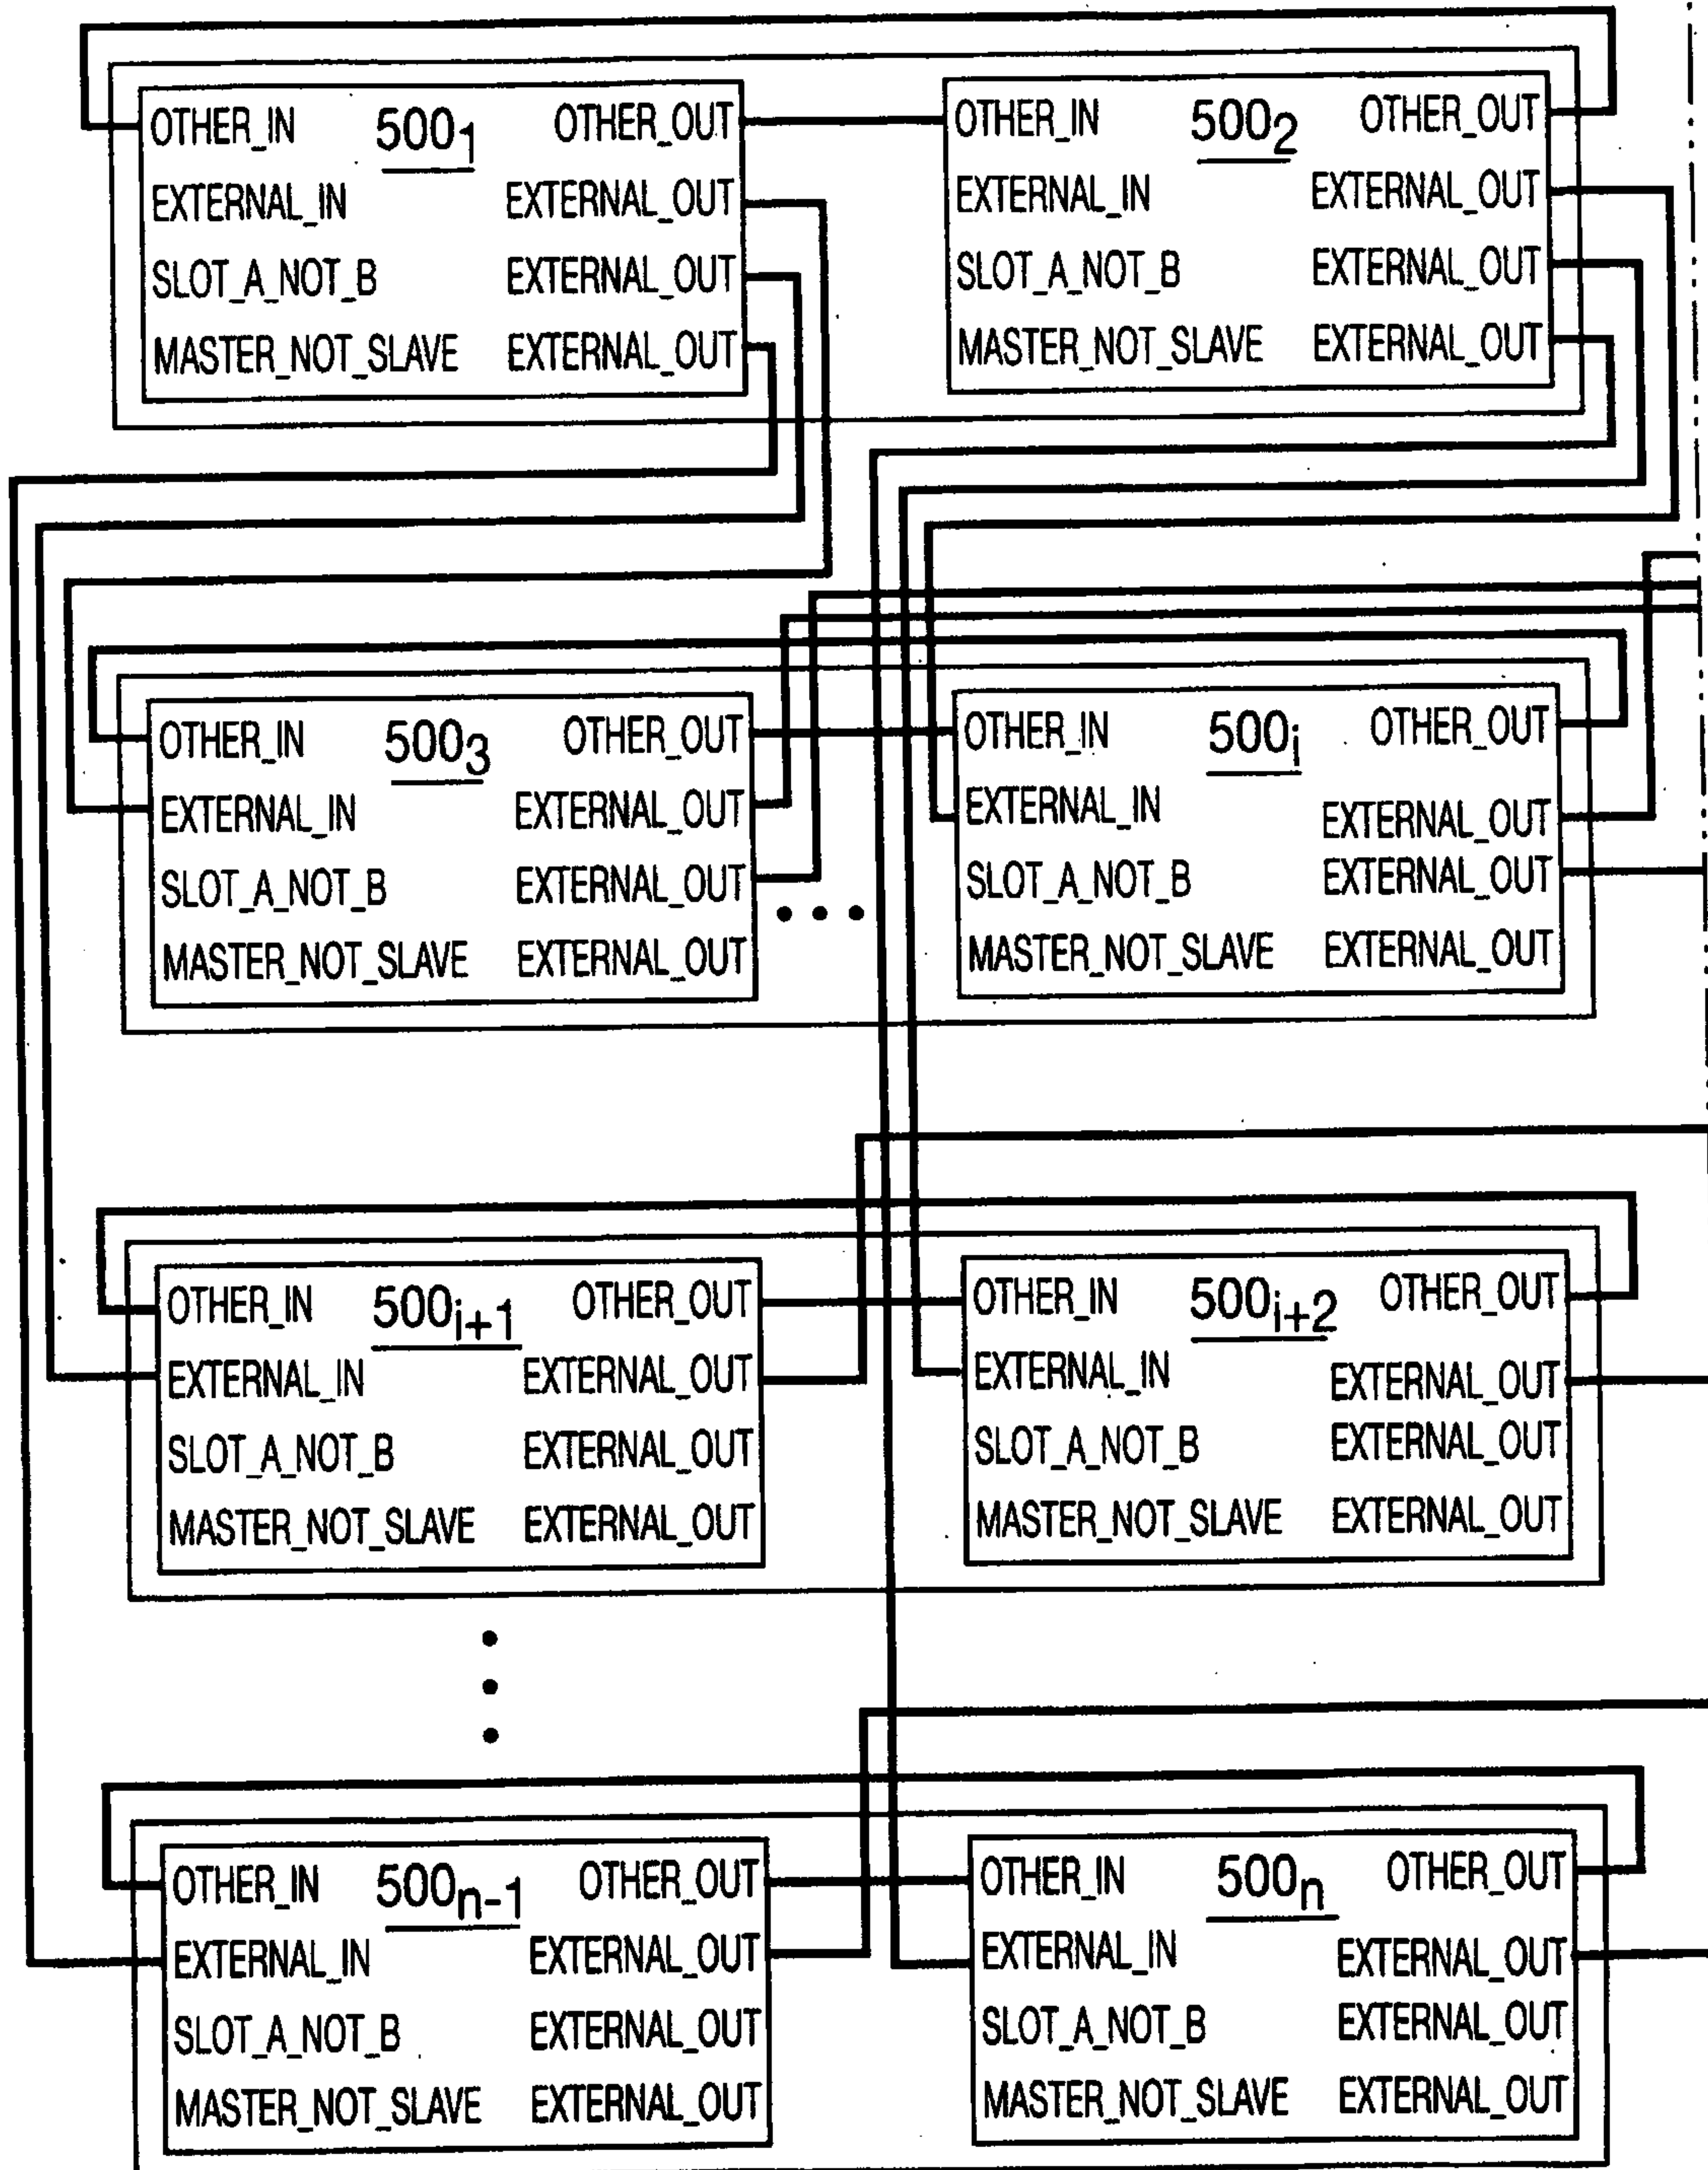 OTHER_IN 500₁ OTHER_OUT
EXTERNAL_IN EXTERNAL_OUT
SLOT_A_NOT_B EXTERNAL_OUT
MASTER_NOT_SLAVE EXTERNAL_OUT
OTHER_IN 500₂ OTHER_OUT
EXTERNAL_IN EXTERNAL_OUT
SLOT_A_NOT_B EXTERNAL_OUT
MASTER_NOT_SLAVE EXTERNAL_OUT
OTHER_IN 500₃ OTHER_OUT
EXTERNAL_IN EXTERNAL_OUT
SLOT_A_NOT_B EXTERNAL_OUT
MASTER_NOT_SLAVE EXTERNAL_OUT
OTHER_IN 500ᵢ OTHER_OUT
EXTERNAL_IN EXTERNAL_OUT
SLOT_A_NOT_B EXTERNAL_OUT
MASTER_NOT_SLAVE EXTERNAL_OUT
OTHER_IN 500ᵢ₊₁ OTHER_OUT
EXTERNAL_IN EXTERNAL_OUT
SLOT_A_NOT_B EXTERNAL_OUT
MASTER_NOT_SLAVE EXTERNAL_OUT
OTHER_IN 500ᵢ₊₂ OTHER_OUT
EXTERNAL_IN EXTERNAL_OUT
SLOT_A_NOT_B EXTERNAL_OUT
MASTER_NOT_SLAVE EXTERNAL_OUT
OTHER_IN 500ₙ₋₁ OTHER_OUT
EXTERNAL_IN EXTERNAL_OUT
SLOT_A_NOT_B EXTERNAL_OUT
MASTER_NOT_SLAVE EXTERNAL_OUT
OTHER_IN 500ₙ OTHER_OUT
EXTERNAL_IN EXTERNAL_OUT
SLOT_A_NOT_B EXTERNAL_OUT
MASTER_NOT_SLAVE EXTERNAL_OUT